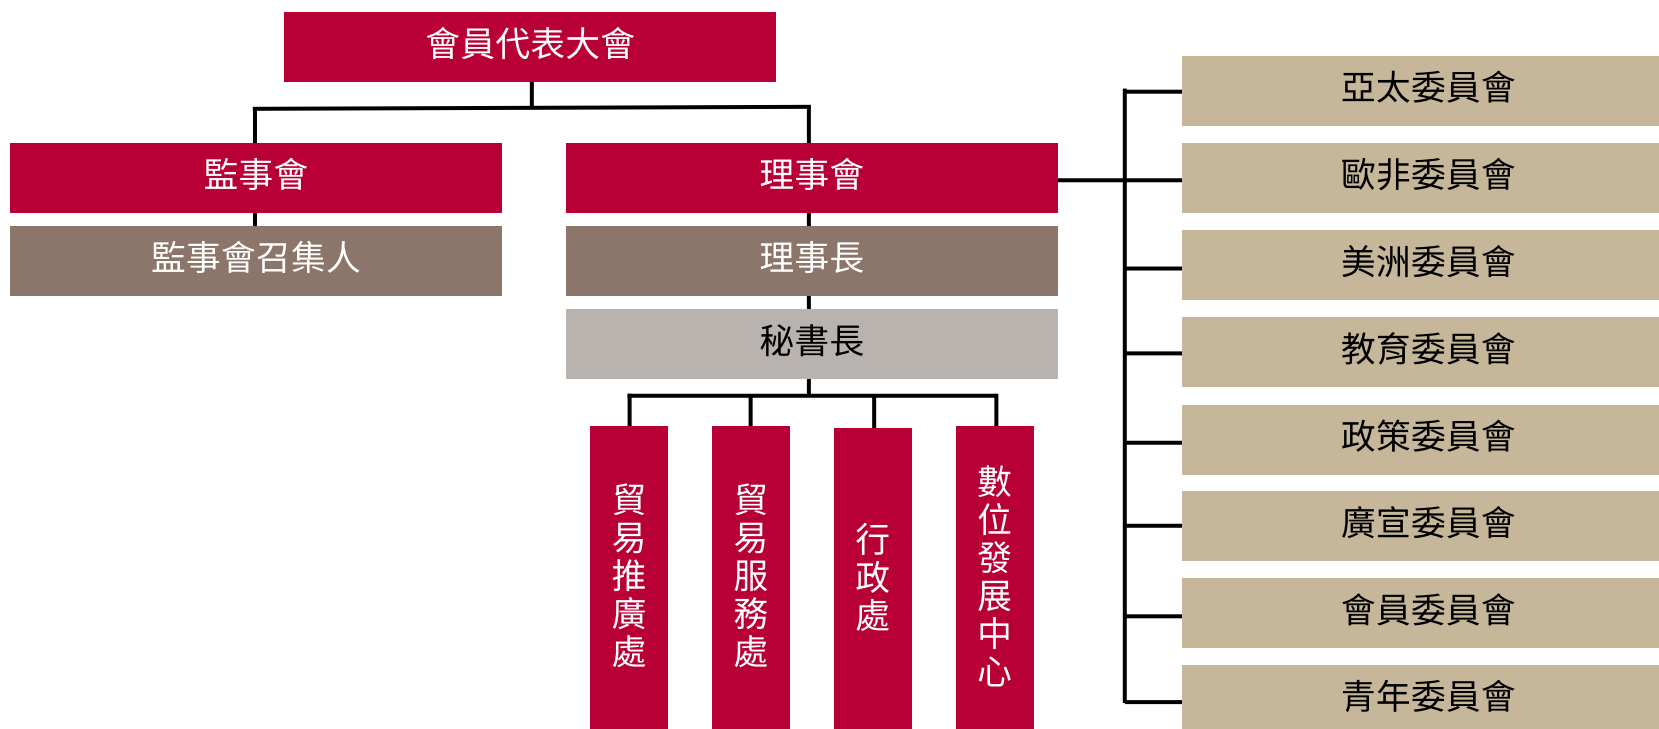 會員代表大會
監事會
監事會召集人
理事會
理事長
秘書長
貿易推廣處
貿易服務處
行政處
數位發展中心
亞太委員會
歐非委員會
美洲委員會
教育委員會
政策委員會
廣宣委員會
會員委員會
青年委員會